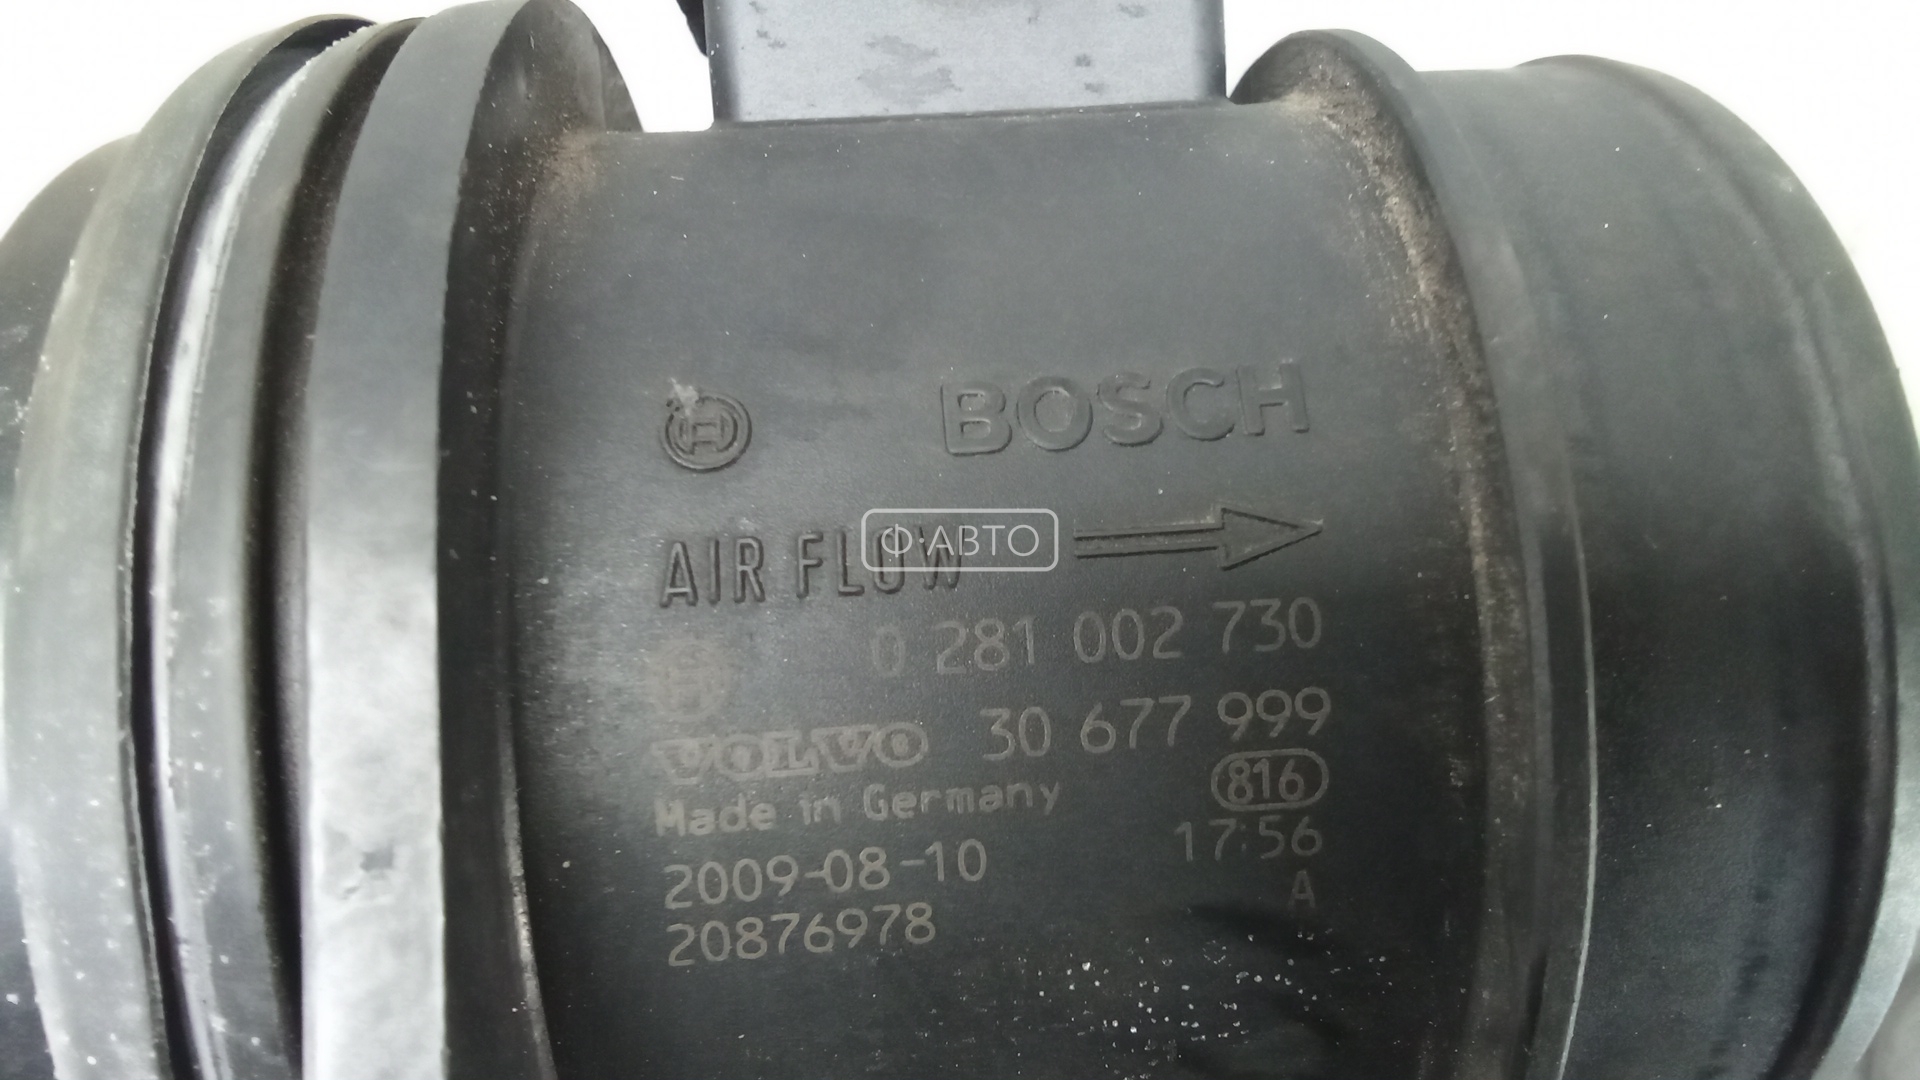 BOSCH
AIR FLOW
Ф·АВТО
0 281 002 730
VOLVO 30 677 999
Made in Germany 816
2009-08-10 17:56
20876978 A